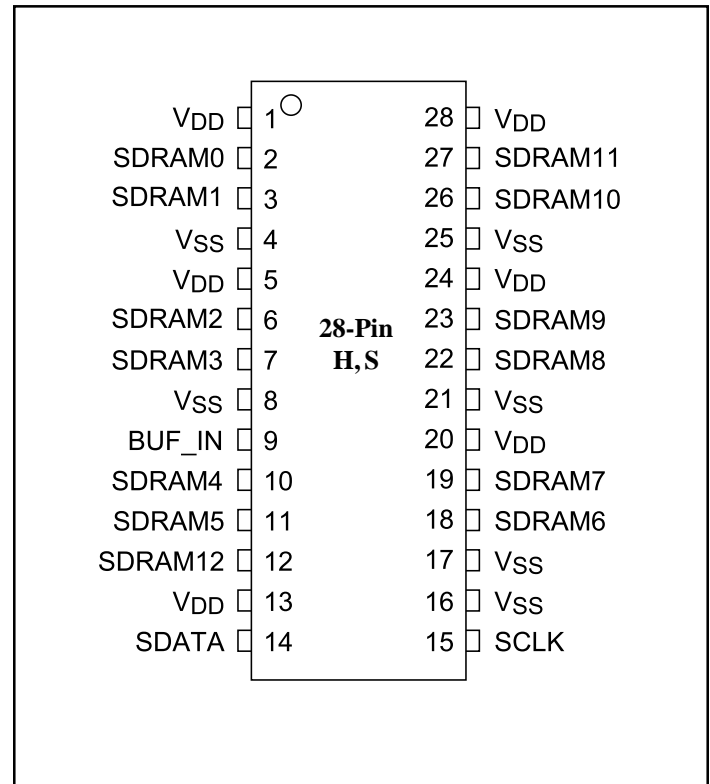 VDD 1 28 VDD
SDRAM0 2 27 SDRAM11
SDRAM1 3 26 SDRAM10
VSS 4 25 VSS
VDD 5 24 VDD
SDRAM2 6 23 SDRAM9
28-Pin
SDRAM3 7 22 SDRAM8
H, S
VSS 8 21 VSS
BUF_IN 9 20 VDD
SDRAM4 10 19 SDRAM7
SDRAM5 11 18 SDRAM6
SDRAM12 12 17 VSS
VDD 13 16 VSS
SDATA 14 15 SCLK